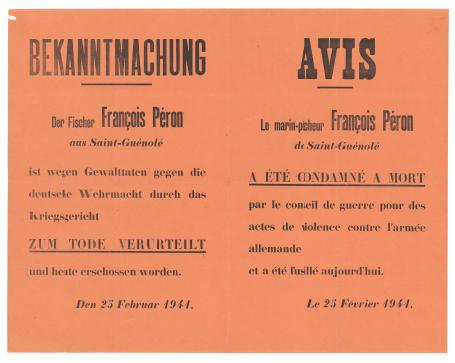 BEKANNTMACHUNG
Der Fischer François Péron
aus Saint-Guénolé
ist wegen Gewalttaten gegen die
deutsche Wehrmacht durch das
Kriegsgericht
ZUM TODE VERURTEILT
und heute erschossen worden.
Den 25 Februar 1941.
AVIS
Le marin-pêcheur François Péron
de Saint-Guénolé
A ÉTÉ CONDAMNÉ A MORT
par le conseil de guerre pour des
actes de violence contre l'armée
allemande
et a été fusillé aujourd'hui.
Le 25 Février 1941.